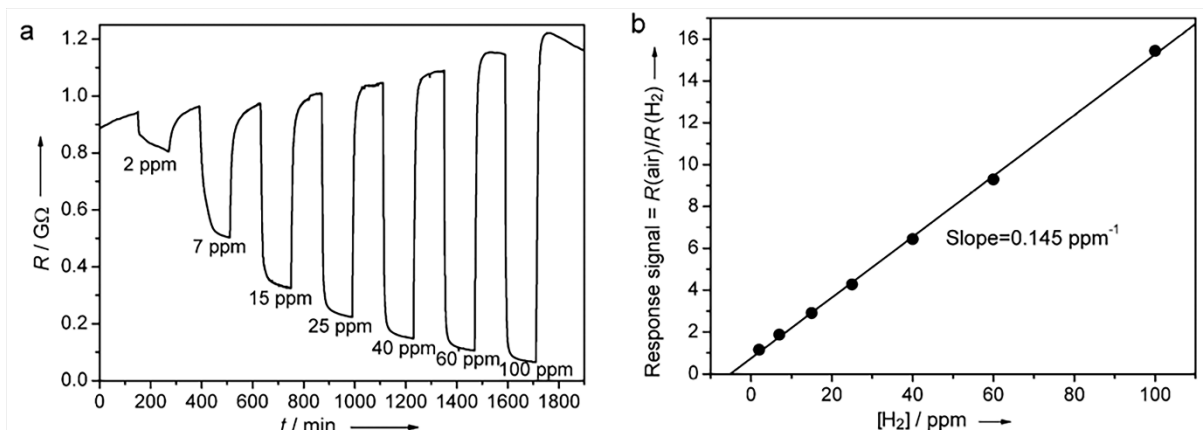 a
1.2
1.0
0.8
0.6
0.4
0.2
0.0
R / GΩ
2 ppm
7 ppm
15 ppm
25 ppm
40 ppm
60 ppm
100 ppm
0 200 400 600 800 1000 1200 1400 1600 1800
t / min
b
16
14
12
10
8
6
4
2
0
Response signal = R(air)/R(H₂)
Slope=0.145 ppm⁻¹
0 20 40 60 80 100
[H₂] / ppm